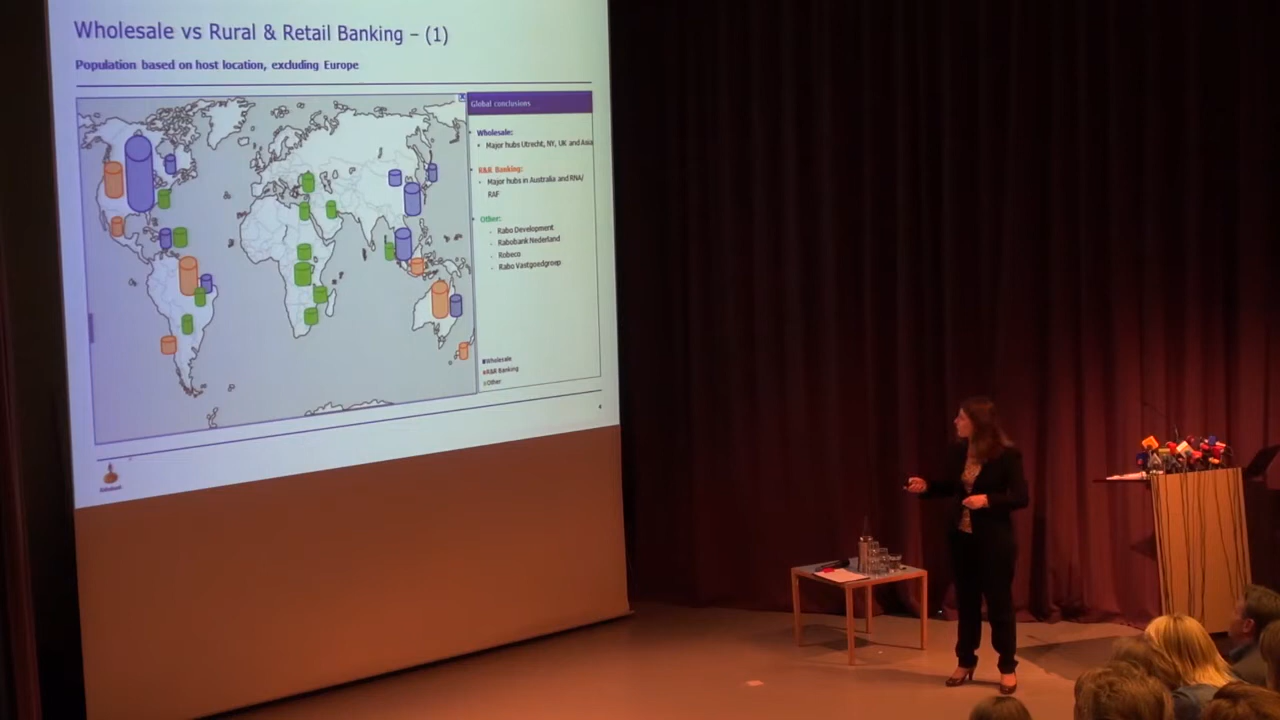 Wholesale vs Rural & Retail Banking – (1)
Population based on host location, excluding Europe
Global conclusions
Wholesale:
Major hubs Utrecht, NY, UK and Asia
R&R Banking:
Major hubs in Australia and RNA/
RAF
Other:
Rabo Development
Rabobank Nederland
Robeco
Rabo Vastgoedgroep
Wholesale
R&R Banking
Other
Rabobank